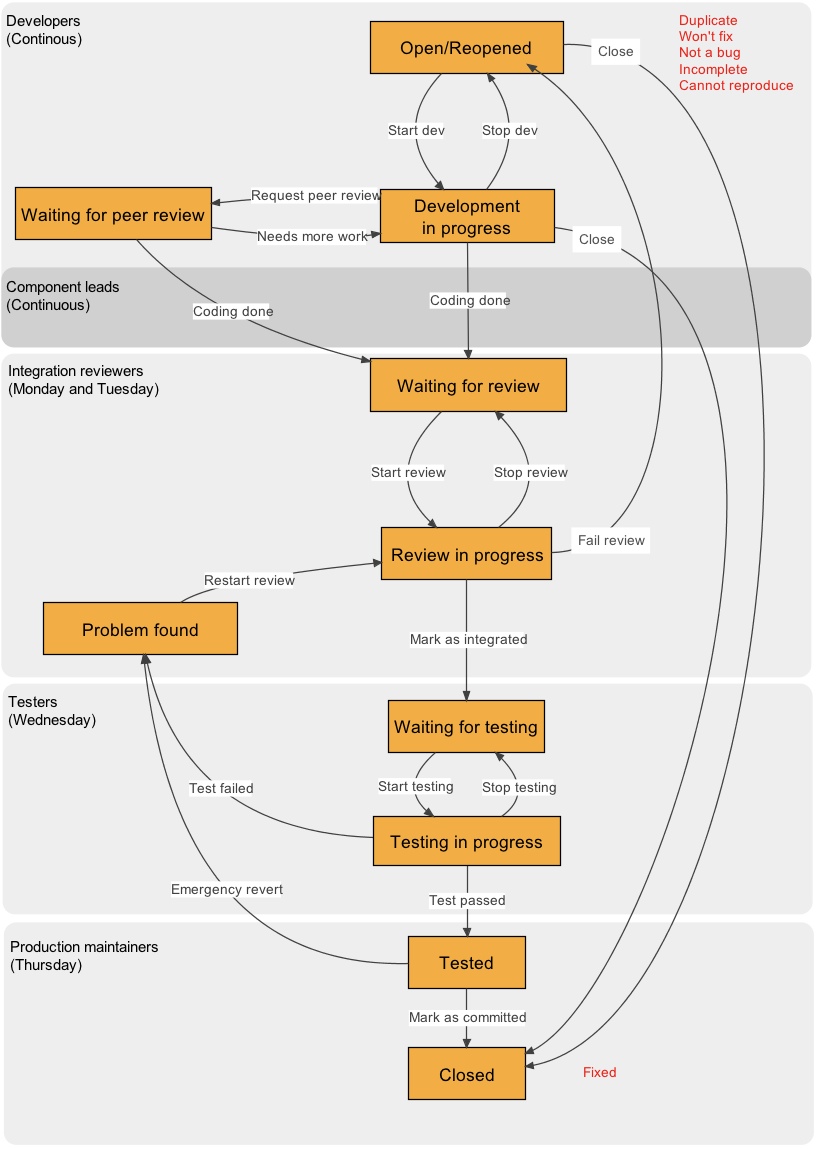 Developers
(Continous)
Open/Reopened
Close
Duplicate
Won't fix
Not a bug
Incomplete
Cannot reproduce
Start dev
Stop dev
Waiting for peer review
Request peer review
Needs more work
Development
in progress
Close
Component leads
(Continuous)
Coding done
Coding done
Integration reviewers
(Monday and Tuesday)
Waiting for review
Start review
Stop review
Review in progress
Fail review
Restart review
Problem found
Mark as integrated
Testers
(Wednesday)
Waiting for testing
Start testing
Stop testing
Test failed
Testing in progress
Emergency revert
Test passed
Production maintainers
(Thursday)
Tested
Mark as committed
Closed
Fixed